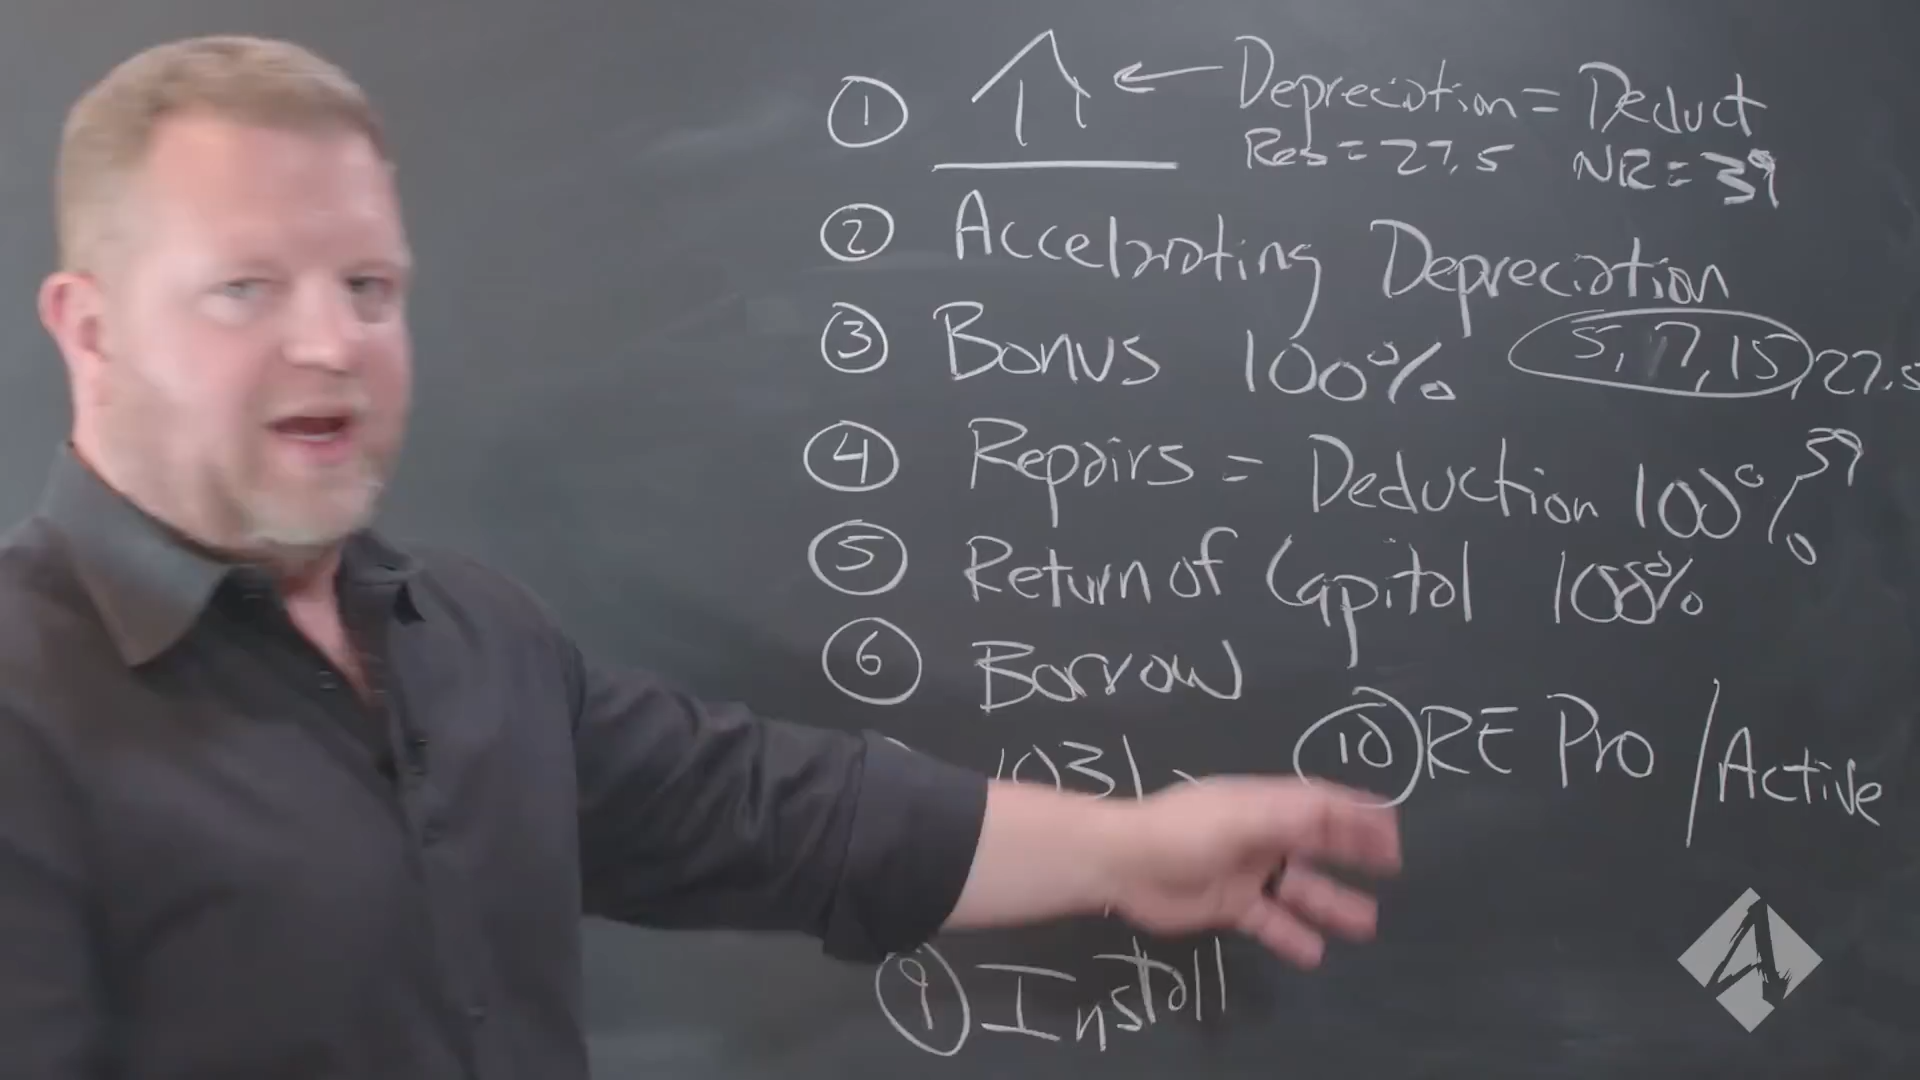 1 ← Depreciation = Deduct
Res = 27.5 NR = 39
2 Accelerating Depreciation
3 Bonus 100% 5, 7, 15, 27.5
39
4 Repairs = Deduction 100%
5 Return of Capital 100%
6 Borrow
1031
10 RE Pro / Active
9 Install
A